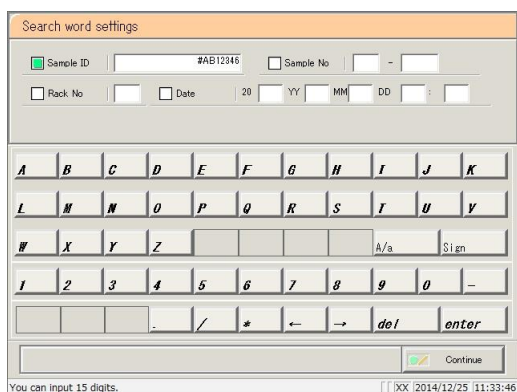 Search word settings
Sample ID #AB12346 Sample No -
Rack No Date 20 YY MM DD :
A B C D E F G H I J K
L M N O P Q R S T U V
W X Y Z A/a Sign
1 2 3 4 5 6 7 8 9 0 -
. / * ← → del enter
Continue
You can input 15 digits. XX 2014/12/25 11:33:46